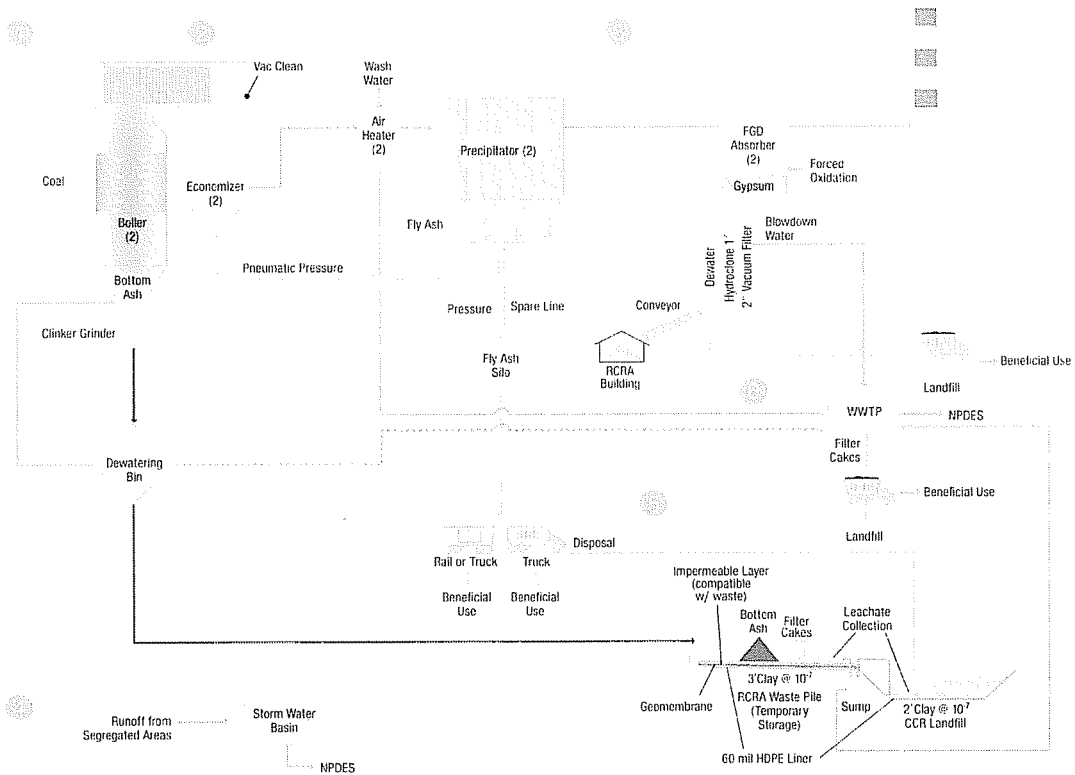 Vac Clean
Wash
Water
Air
Heater
(2)
Precipitator (2)
FGD
Absorber
(2)
Forced
Oxidation
Gypsum
Coal
Economizer
(2)
Boiler
(2)
Fly Ash
Blowdown
Water
Dewater
Hydroclone 1˚
2˚ Vacuum Filter
Pneumatic Pressure
Bottom
Ash
Pressure
Spare Line
Conveyor
Clinker Grinder
Fly Ash
Silo
RCRA
Building
Beneficial Use
Landfill
WWTP
NPDES
Filter
Cakes
Dewatering
Bin
Beneficial Use
Landfill
Disposal
Rail or Truck
Truck
Beneficial
Use
Beneficial
Use
Impermeable Layer
(compatible
w/ waste)
Bottom
Ash
Filter
Cakes
Leachate
Collection
3' Clay @ 10-7
Geomembrane
RCRA Waste Pile
(Temporary
Storage)
Sump
2' Clay @ 10-7
CCR Landfill
60 mil HDPE Liner
Runoff from
Segregated Areas
Storm Water
Basin
NPDES